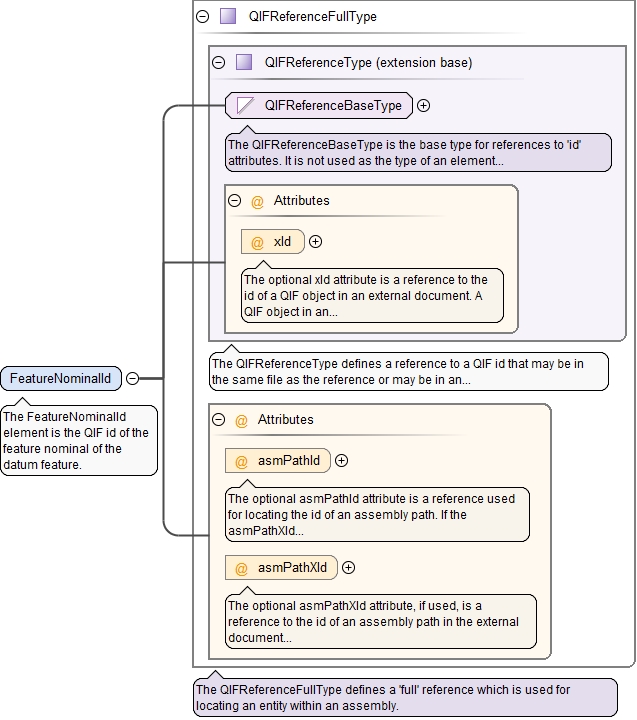 QIFReferenceFullType
QIFReferenceType (extension base)
QIFReferenceBaseType
The QIFReferenceBaseType is the base type for references to 'id'
attributes. It is not used as the type of an element...
@ Attributes
@ xId
The optional xId attribute is a reference to the
id of a QIF object in an external document. A
QIF object in an...
The QIFReferenceType defines a reference to a QIF id that may be in
the same file as the reference or may be in an...
FeatureNominalId
The FeatureNominalId
element is the QIF id of the
feature nominal of the
datum feature.
@ Attributes
@ asmPathId
The optional asmPathId attribute is a reference used
for locating the id of an assembly path. If the
asmPathXId...
@ asmPathXId
The optional asmPathXId attribute, if used, is a
reference to the id of an assembly path in the external
document...
The QIFReferenceFullType defines a 'full' reference which is used for
locating an entity within an assembly.